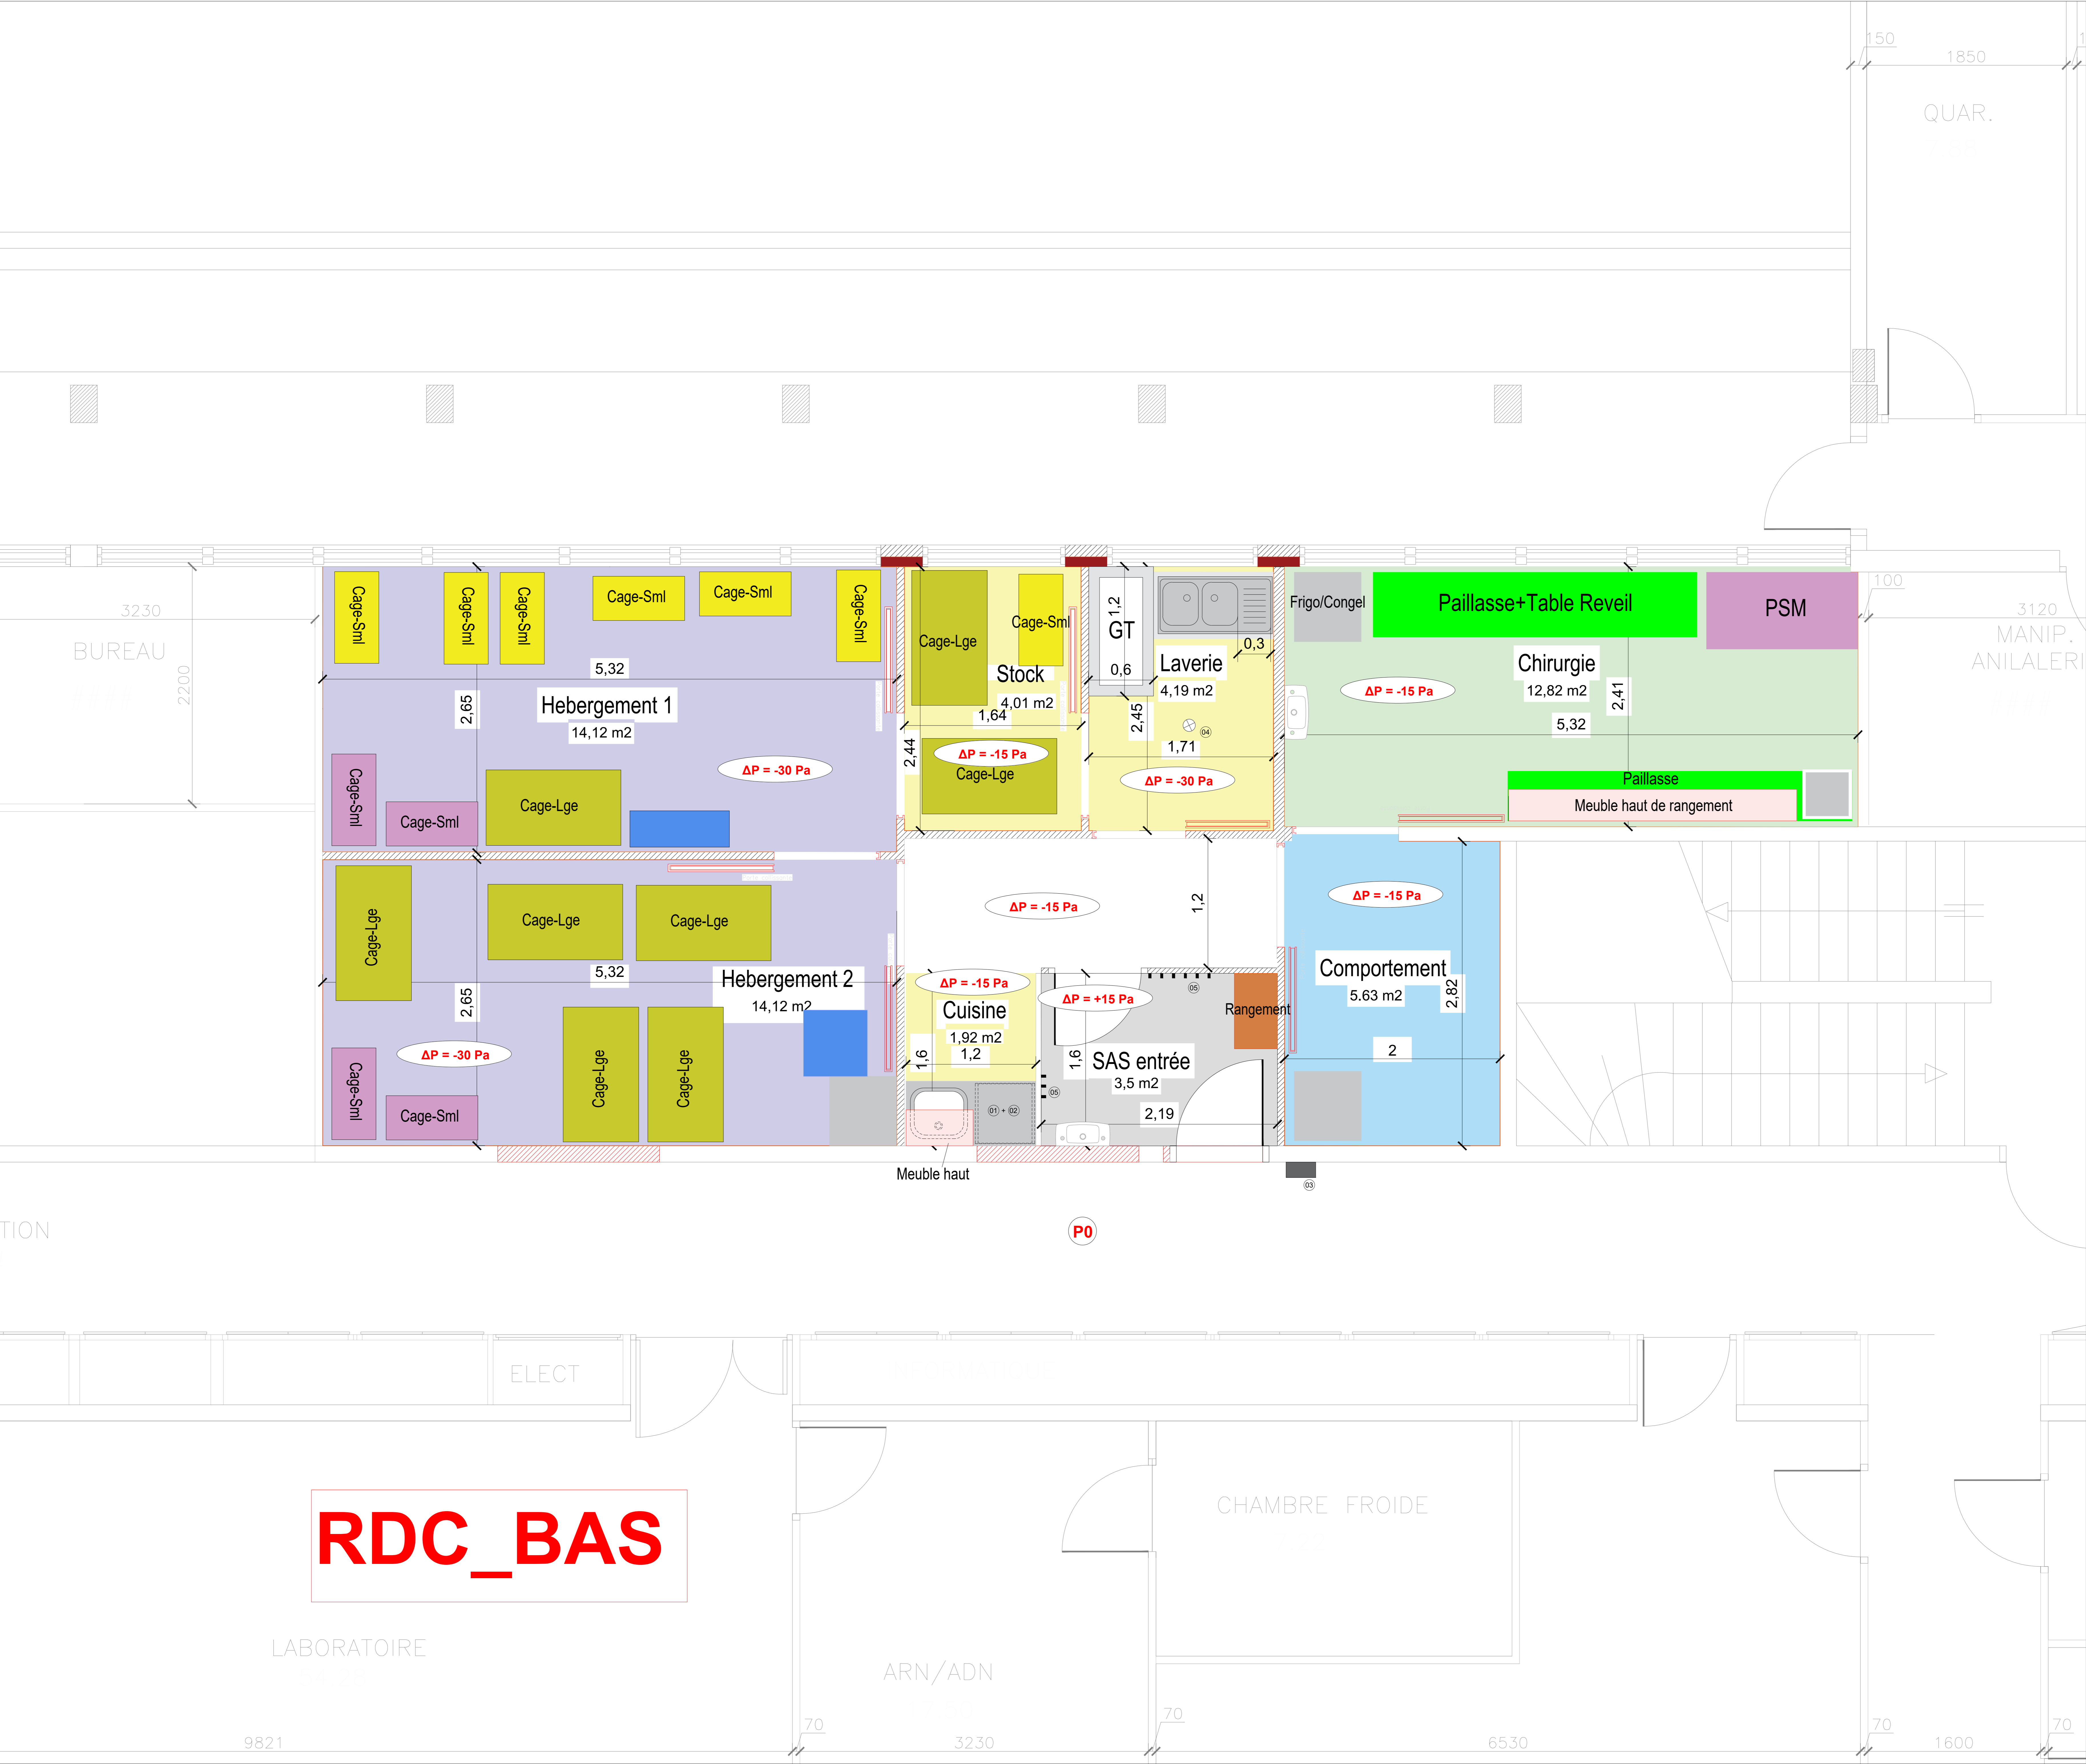 150
1850
QUAR.
3230
BUREAU
2200
100
3120
MANIP.
ANILALERI
Cage-Sml
Cage-Sml
Cage-Sml
Cage-Sml
Cage-Sml
Cage-Sml
5,32
2,65
Hebergement 1
14,12 m2
ΔP = -30 Pa
Cage-Sml
Cage-Sml
Cage-Lge
Cage-Lge
Cage-Sml
Stock
4,01 m2
1,64
2,44
ΔP = -15 Pa
Cage-Lge
1,2
GT
0,6
0,3
Laverie
4,19 m2
2,45
04
1,71
ΔP = -30 Pa
Frigo/Congel
Paillasse+Table Reveil
PSM
Chirurgie
12,82 m2
2,41
ΔP = -15 Pa
5,32
Paillasse
Meuble haut de rangement
Cage-Lge
Cage-Lge
Cage-Lge
5,32
2,65
Hebergement 2
14,12 m2
ΔP = -30 Pa
Cage-Sml
Cage-Sml
Cage-Lge
Cage-Lge
ΔP = -15 Pa
1,2
ΔP = -15 Pa
Cuisine
1,92 m2
1,2
1,6
01 + 02
Meuble haut
ΔP = +15 Pa
05
Rangement
1,6
SAS entrée
3,5 m2
05
2,19
ΔP = -15 Pa
Comportement
5.63 m2
2,82
2
03
P0
TION
ELECT
RDC_BAS
CHAMBRE FROIDE
LABORATOIRE
ARN/ADN
9821
70
3230
70
6530
70
1600
70